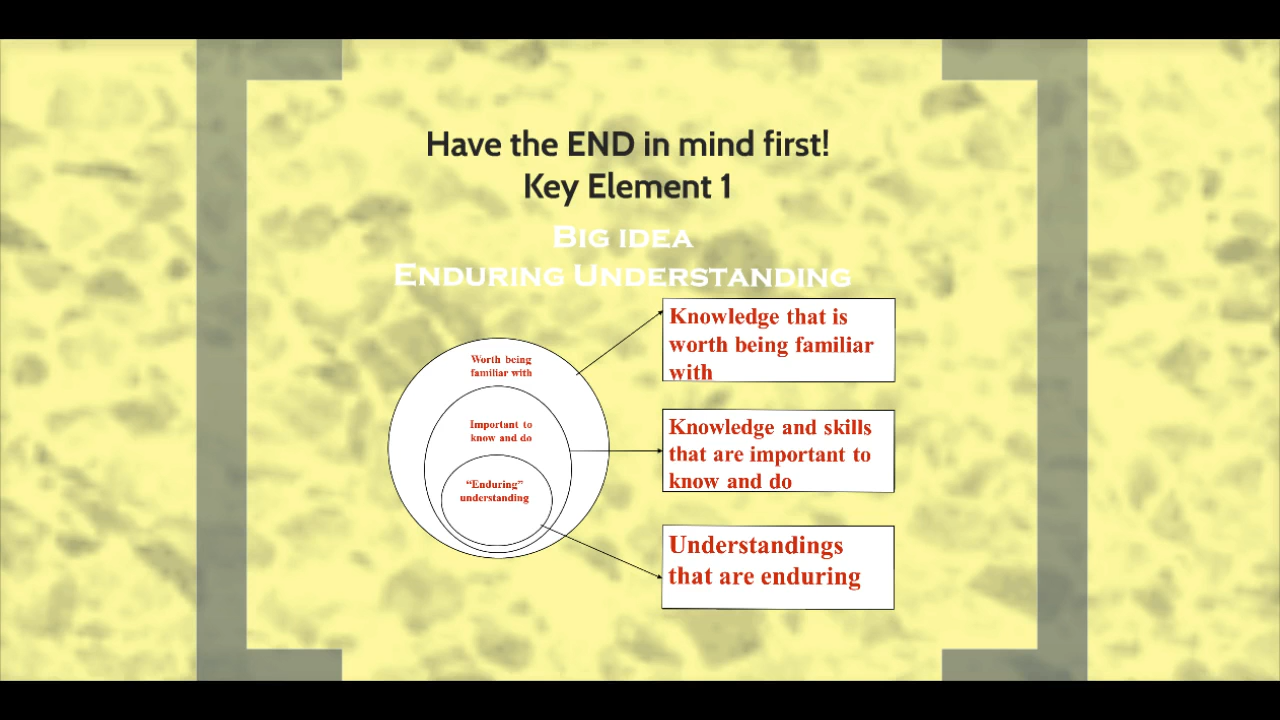 Have the END in mind first!
Key Element 1
BIG IDEA
ENDURING UNDERSTANDING
Worth being
familiar with
Important to
know and do
“Enduring”
understanding
Knowledge that is
worth being familiar
with
Knowledge and skills
that are important to
know and do
Understandings
that are enduring